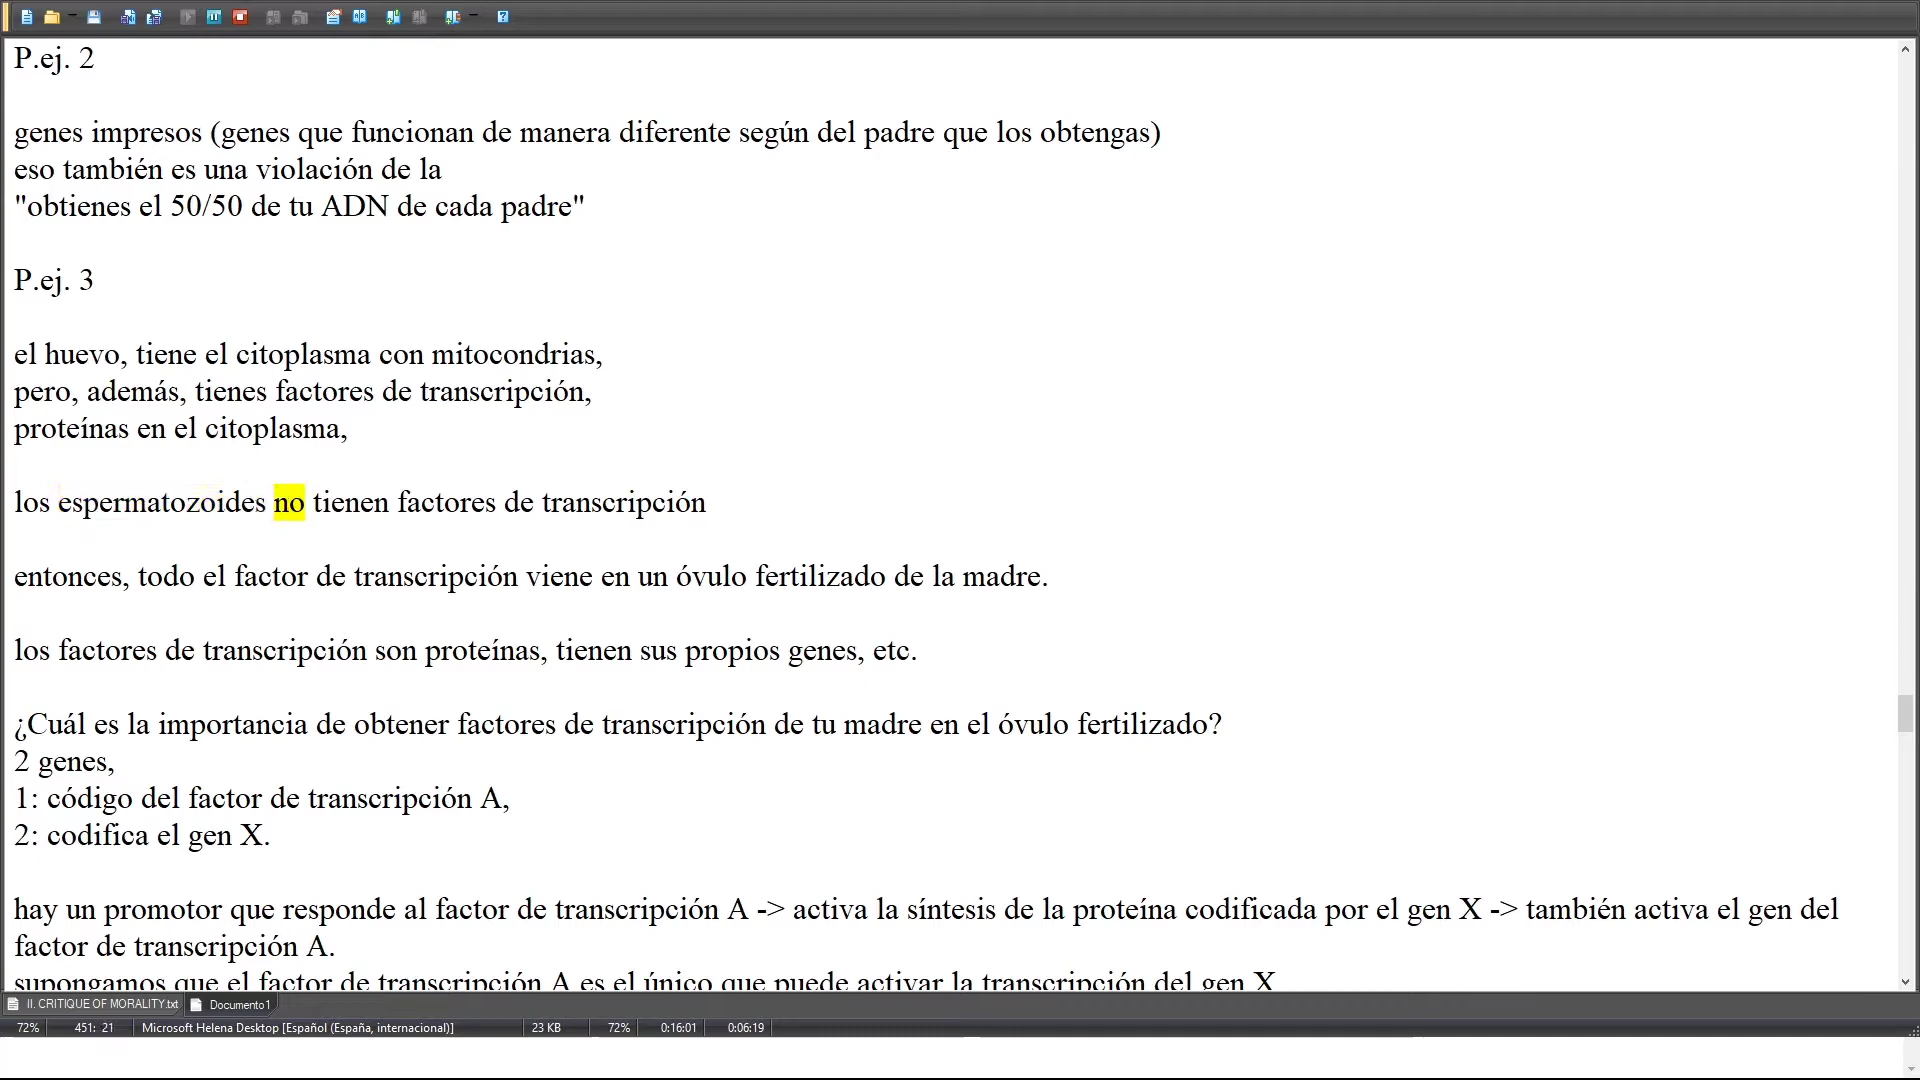 P.ej. 2
genes impresos (genes que funcionan de manera diferente según del padre que los obtengas)
eso también es una violación de la
"obtienes el 50/50 de tu ADN de cada padre"
P.ej. 3
el huevo, tiene el citoplasma con mitocondrias,
pero, además, tienes factores de transcripción,
proteínas en el citoplasma,
los espermatozoides no tienen factores de transcripción
entonces, todo el factor de transcripción viene en un óvulo fertilizado de la madre.
los factores de transcripción son proteínas, tienen sus propios genes, etc.
¿Cuál es la importancia de obtener factores de transcripción de tu madre en el óvulo fertilizado?
2 genes,
1: código del factor de transcripción A,
2: codifica el gen X.
hay un promotor que responde al factor de transcripción A -> activa la síntesis de la proteína codificada por el gen X -> también activa el gen del
factor de transcripción A.
supongamos que el factor de transcripción A es el único que puede activar la transcripción del gen X
II. CRITIQUE OF MORALITY.txt Documento1
72% 451: 21 Microsoft Helena Desktop [Español (España, internacional)] 23 KB 72% 0:16:01 0:06:19